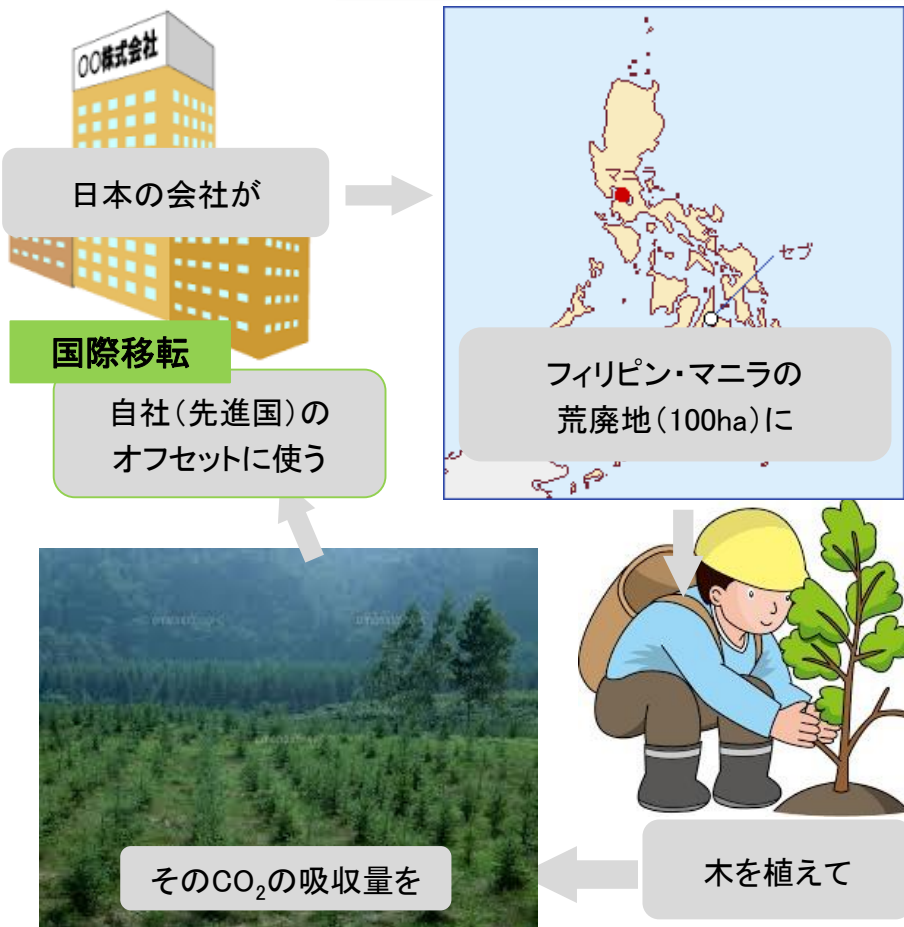 〇〇株式会社
日本の会社が
マニラ
セブ
フィリピン・マニラの
荒廃地（100ha）に
木を植えて
そのCO₂の吸収量を
国際移転
自社（先進国）の
オフセットに使う